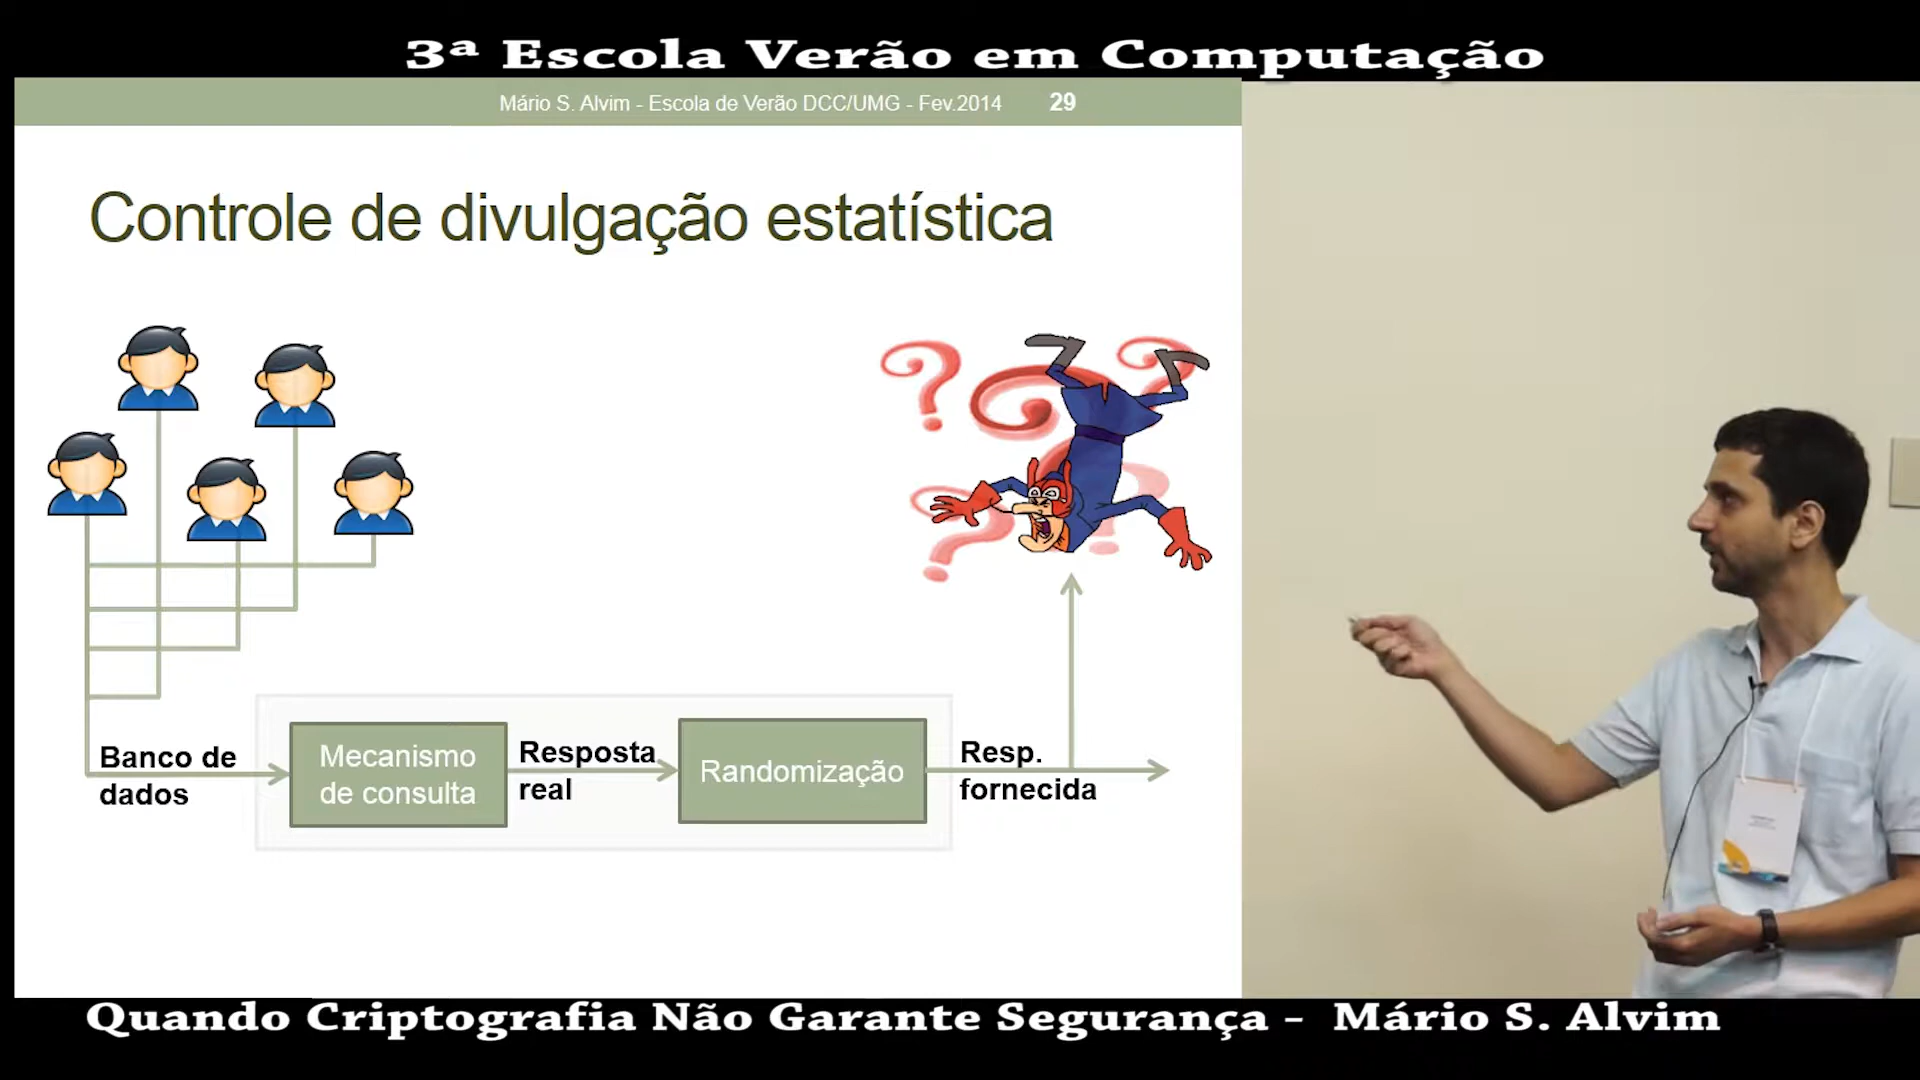 3ª Escola Verão em Computação
Mário S. Alvim - Escola de Verão DCC/UMG - Fev.2014 29
Controle de divulgação estatística
Banco de
dados
Mecanismo
de consulta
Resposta
real
Randomização
Resp.
fornecida
Quando Criptografia Não Garante Segurança - Mário S. Alvim